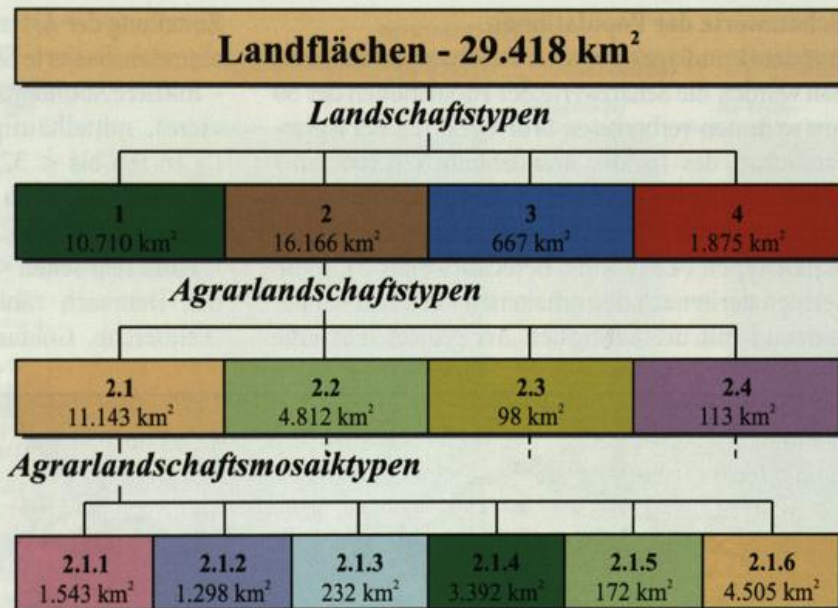 Landflächen - 29.418 km²
Landschaftstypen
1 2 3 4
10.710 km² 16.166 km² 667 km² 1.875 km²
Agrarlandschaftstypen
2.1 2.2 2.3 2.4
11.143 km² 4.812 km² 98 km² 113 km²
Agrarlandschaftsmosaiktypen
2.1.1 2.1.2 2.1.3 2.1.4 2.1.5 2.1.6
1.543 km² 1.298 km² 232 km² 3.392 km² 172 km² 4.505 km²